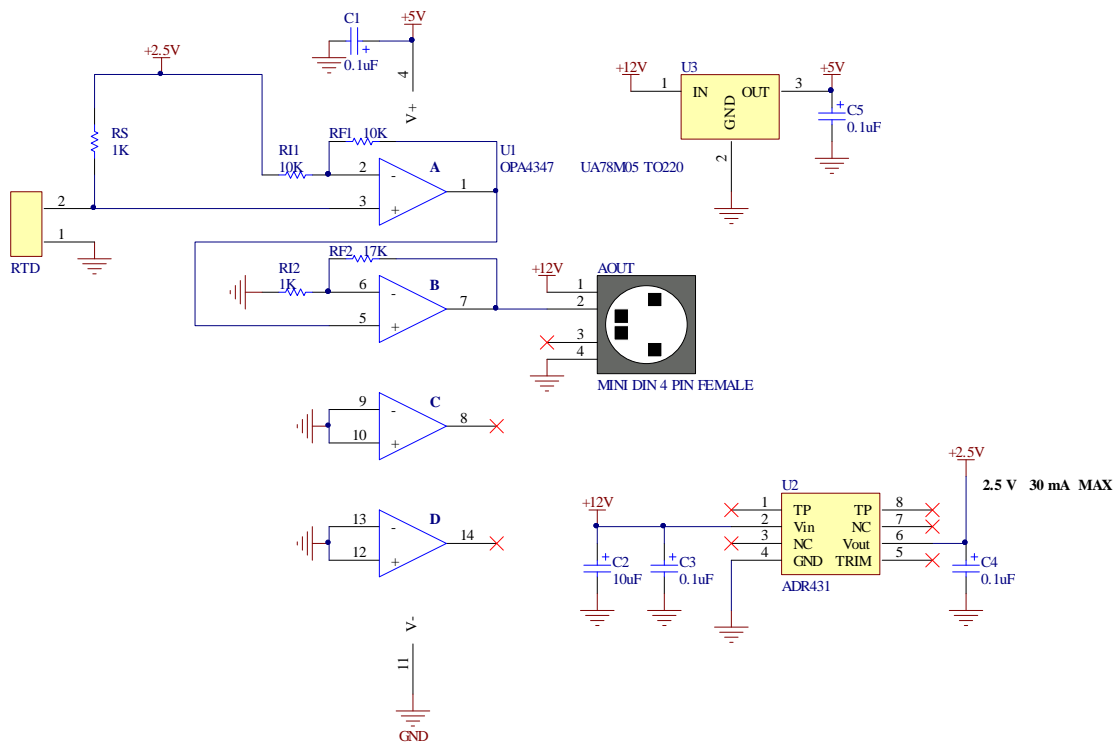 C1
+5V
0.1uF
4
V+
+2.5V
RS
1K
RF1 10K
RI1
10K
2
-
A
1
3
+
U1
OPA4347
UA78M05 TO220
2
1
RTD
+12V
U3
1
IN
OUT
GND
3
2
+5V
C5
0.1uF
RF2 17K
RI2
1K
6
-
B
7
5
+
+12V
AOUT
1
2
3
4
MINI DIN 4 PIN FEMALE
9
-
C
8
10
+
13
-
D
14
12
+
V-
11
GND
+12V
C2
10uF
C3
0.1uF
U2
1
TP
TP
8
2
Vin
NC
7
3
NC
Vout
6
4
GND
TRIM
5
ADR431
+2.5V
2.5 V 30 mA MAX
C4
0.1uF